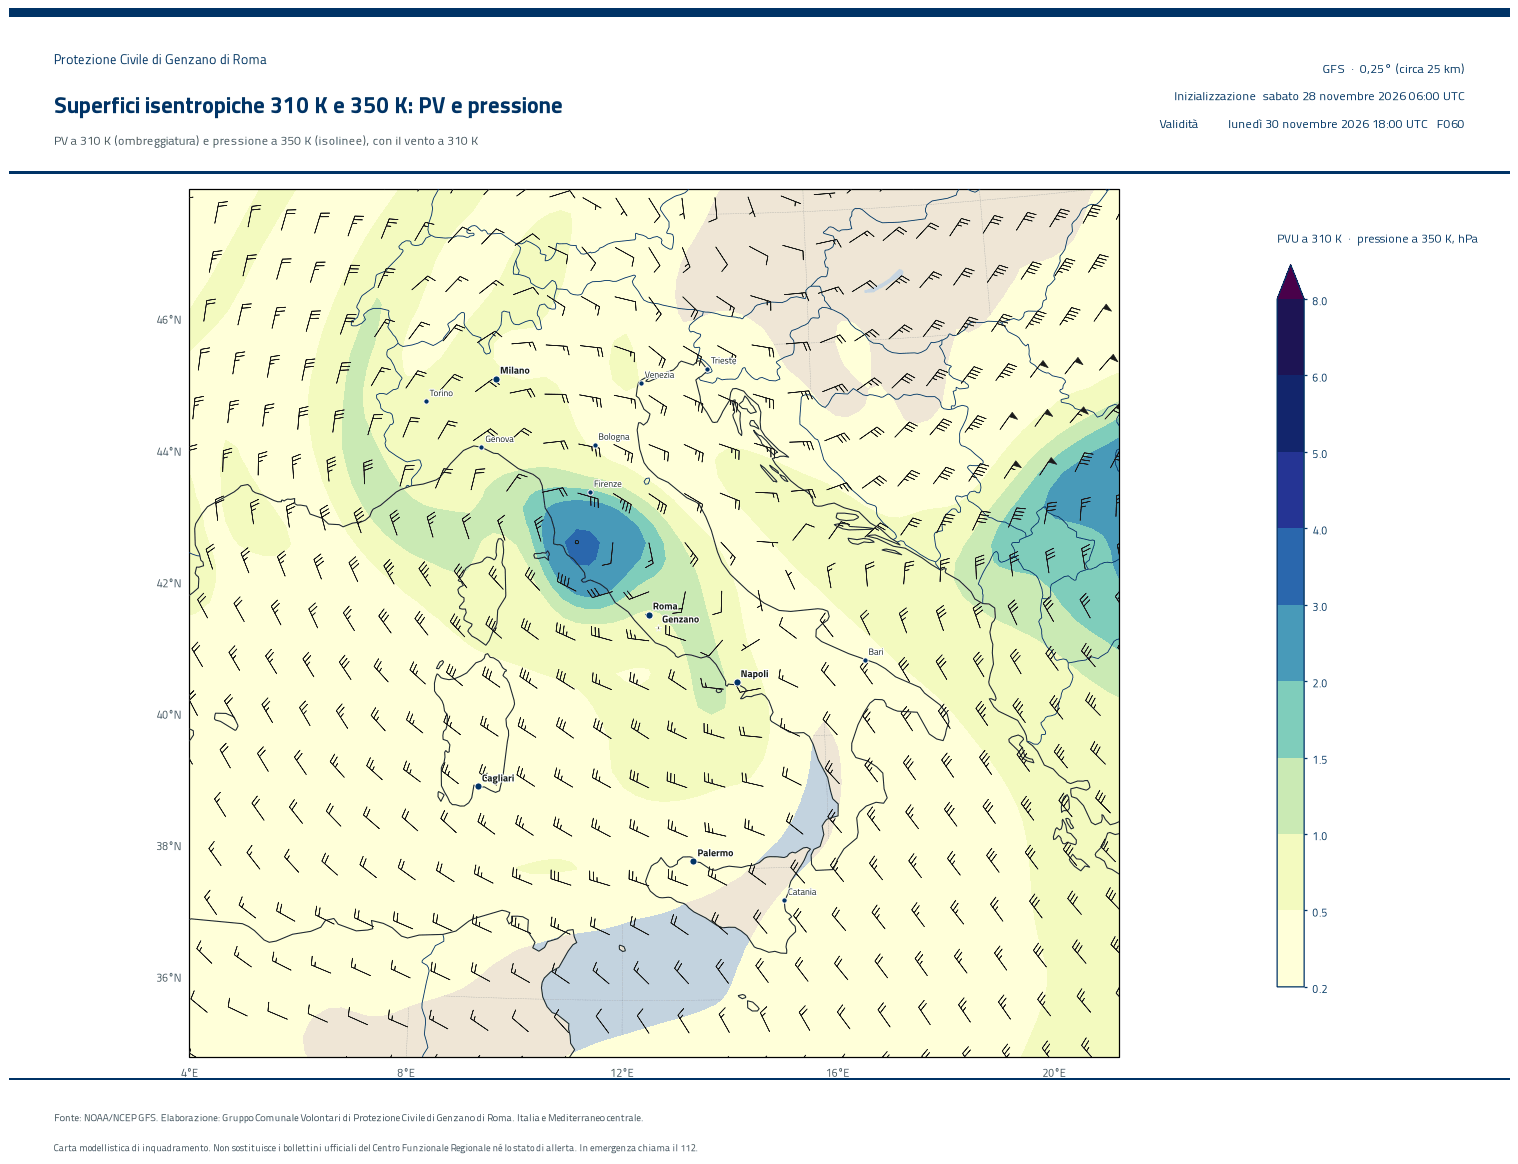 Protezione Civile di Genzano di Roma
Superfici isentropiche 310 K e 350 K: PV e pressione
PV a 310 K (ombreggiatura) e pressione a 350 K (isolinee), con il vento a 310 K
GFS · 0,25° (circa 25 km)
Inizializzazione sabato 28 novembre 2026 06:00 UTC
Validità lunedì 30 novembre 2026 18:00 UTC F060
PVU a 310 K · pressione a 350 K, hPa
8.0
6.0
5.0
4.0
3.0
2.0
1.5
1.0
0.5
0.2
46°N
44°N
42°N
40°N
38°N
36°N
4°E
8°E
12°E
16°E
20°E
Trieste
Milano
Venezia
Torino
Genova
Bologna
Firenze
Roma
Genzano
Bari
Napoli
Cagliari
Palermo
Catania
Fonte: NOAA/NCEP GFS. Elaborazione: Gruppo Comunale Volontari di Protezione Civile di Genzano di Roma. Italia e Mediterraneo centrale.
Carta modellistica di inquadramento. Non sostituisce i bollettini ufficiali del Centro Funzionale Regionale né lo stato di allerta. In emergenza chiama il 112.